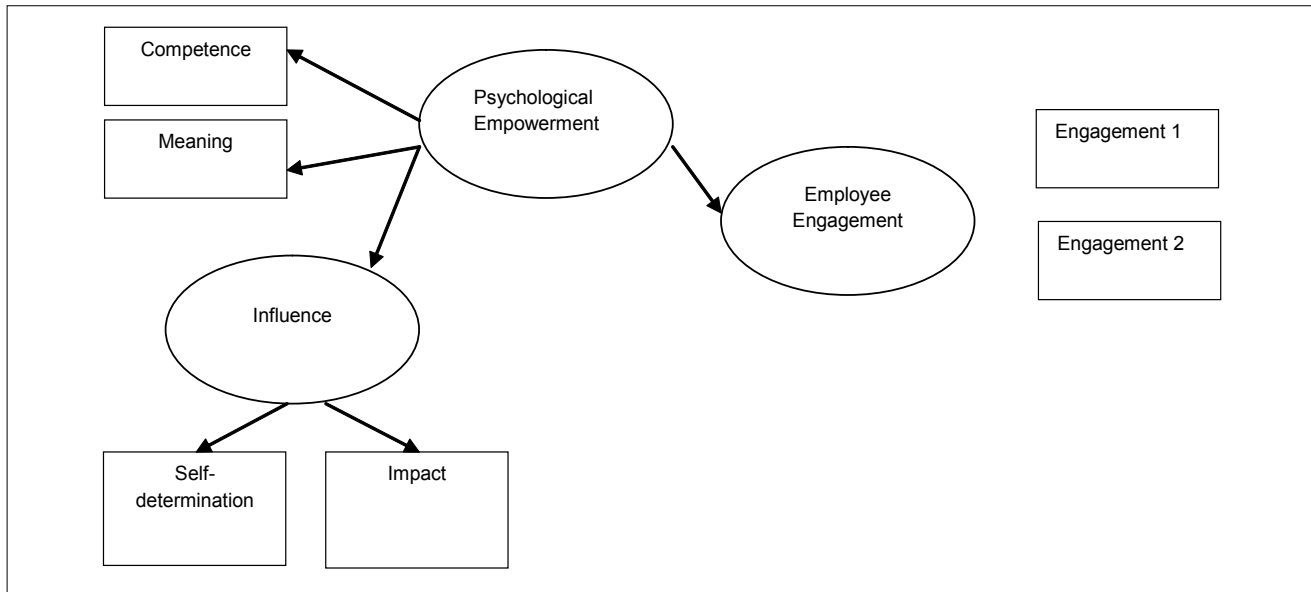 Competence
Psychological
Empowerment
Meaning
Engagement 1
Employee
Engagement
Engagement 2
Influence
Self-
determination
Impact